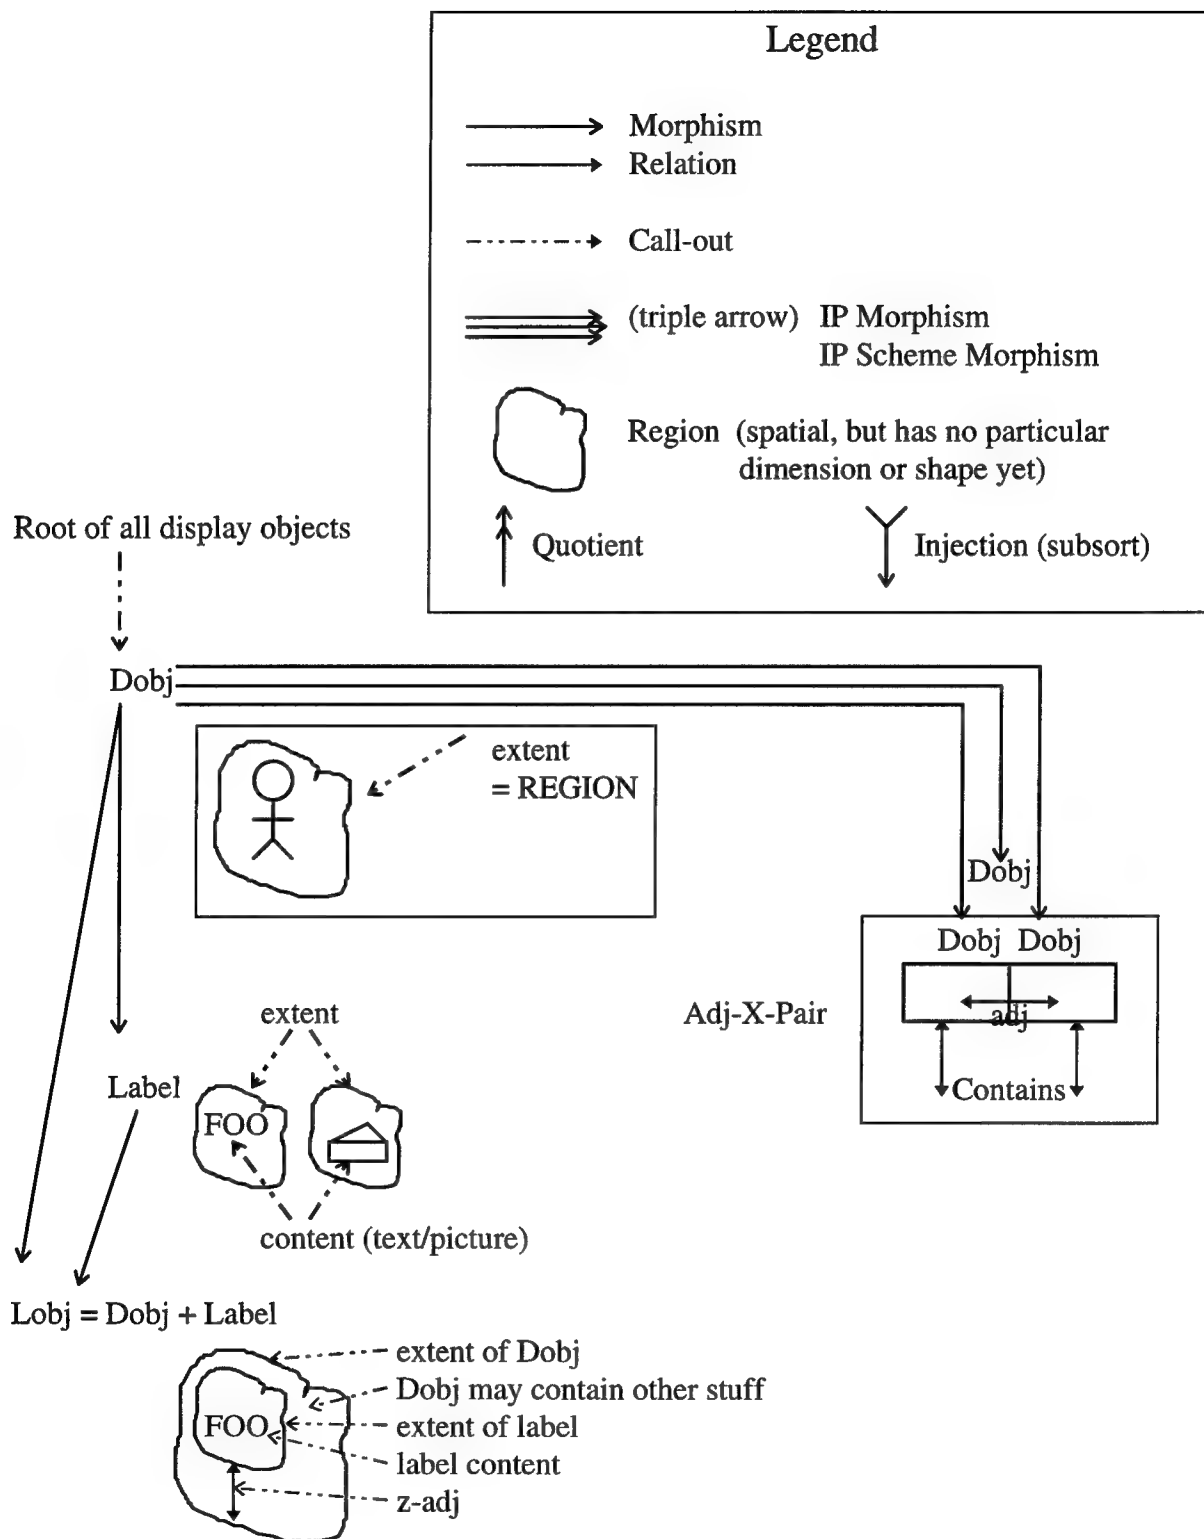 Legend
Morphism
Relation
Call-out
(triple arrow) IP Morphism
IP Scheme Morphism
Region (spatial, but has no particular
dimension or shape yet)
Quotient
Injection (subsort)
Root of all display objects
Dobj
extent
= REGION
Dobj
Dobj Dobj
adj
Adj-X-Pair
Contains
extent
Label
FOO
content (text/picture)
Lobj = Dobj + Label
extent of Dobj
Dobj may contain other stuff
FOO
extent of label
label content
z-adj